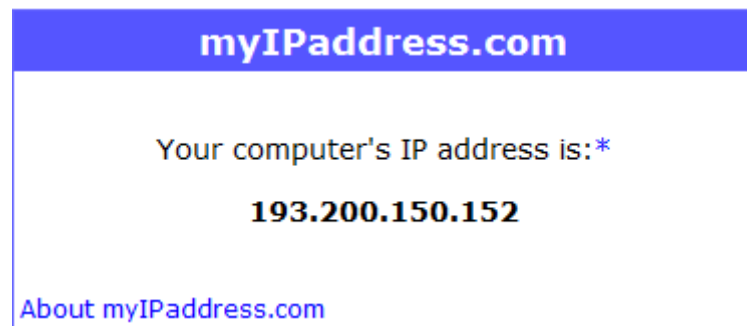 myIPaddress.com
Your computer's IP address is:*
193.200.150.152
About myIPaddress.com